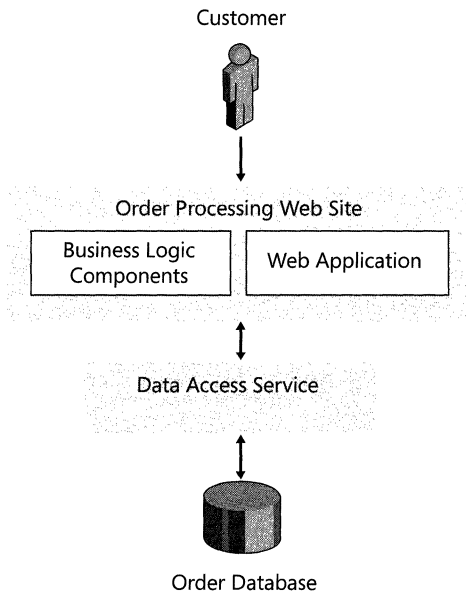 Customer
Order Processing Web Site
Business Logic
Components
Web Application
Data Access Service
Order Database